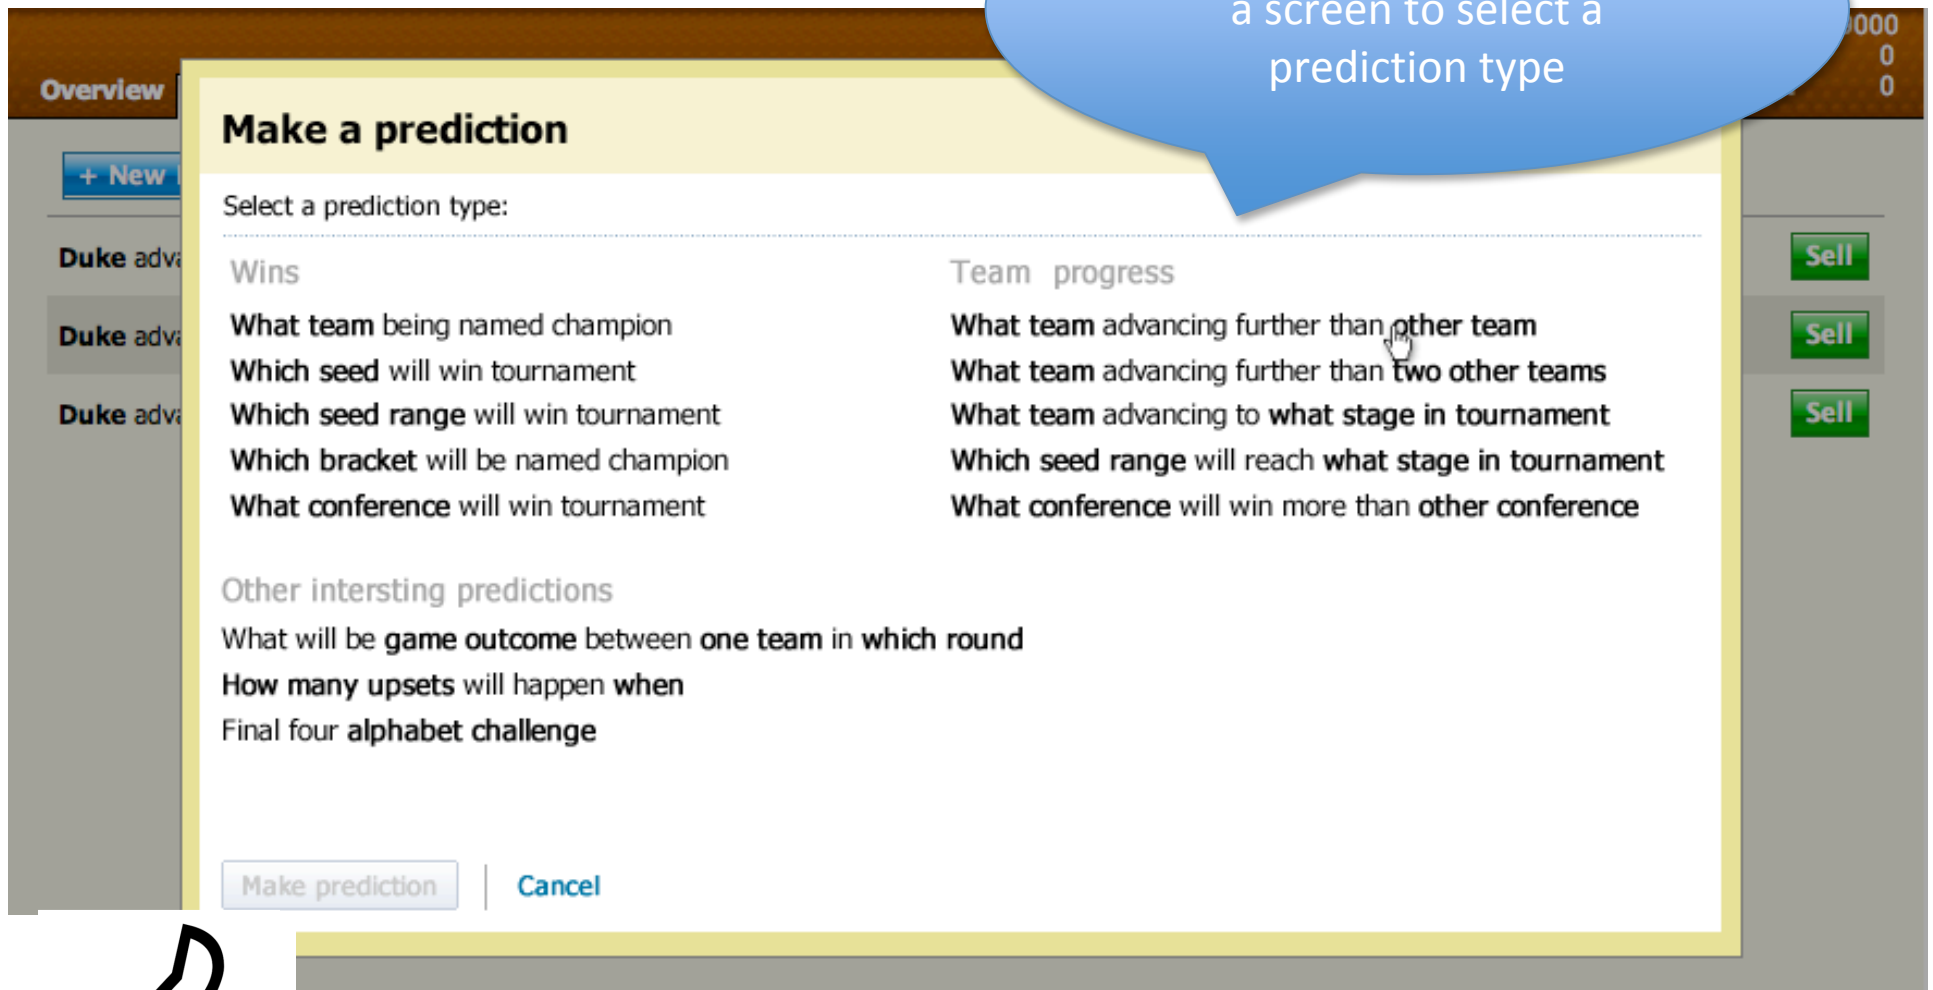 a screen to select a
prediction type
000
0
0
Overview
Make a prediction
+ New
Select a prediction type:
Duke
Sell
Duke
Sell
Duke
Sell
Wins
What team being named champion
Which seed will win tournament
Which seed range will win tournament
Which bracket will be named champion
What conference will win tournament
Team progress
What team advancing further than other team
What team advancing further than two other teams
What team advancing to what stage in tournament
Which seed range will reach what stage in tournament
What conference will win more than other conference
Other intersting predictions
What will be game outcome between one team in which round
How many upsets will happen when
Final four alphabet challenge
Make prediction
Cancel